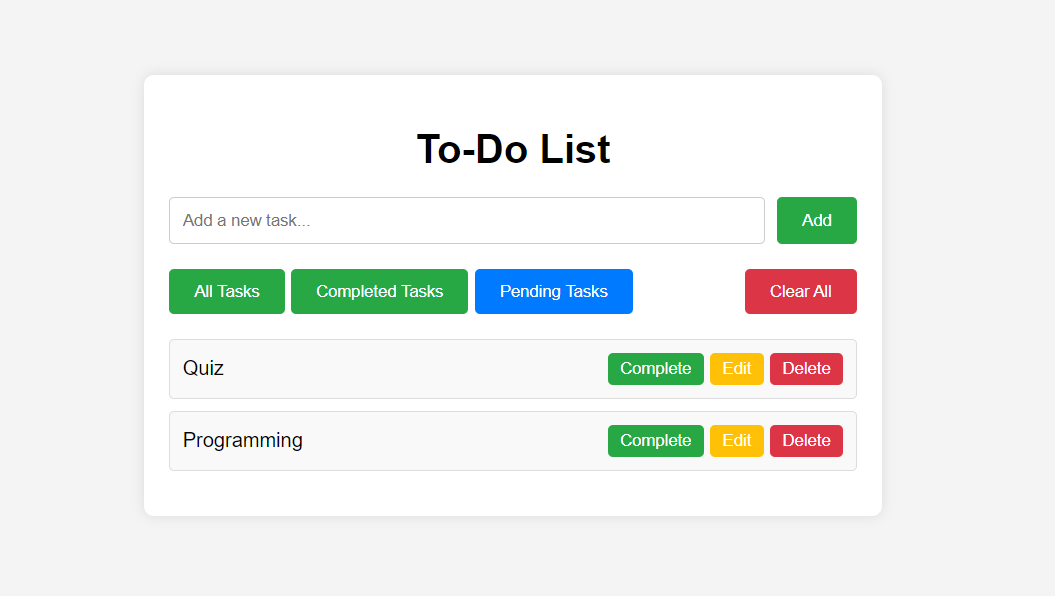 To-Do List
Add a new task...
Add
All Tasks
Completed Tasks
Pending Tasks
Clear All
Quiz
Complete
Edit
Delete
Programming
Complete
Edit
Delete